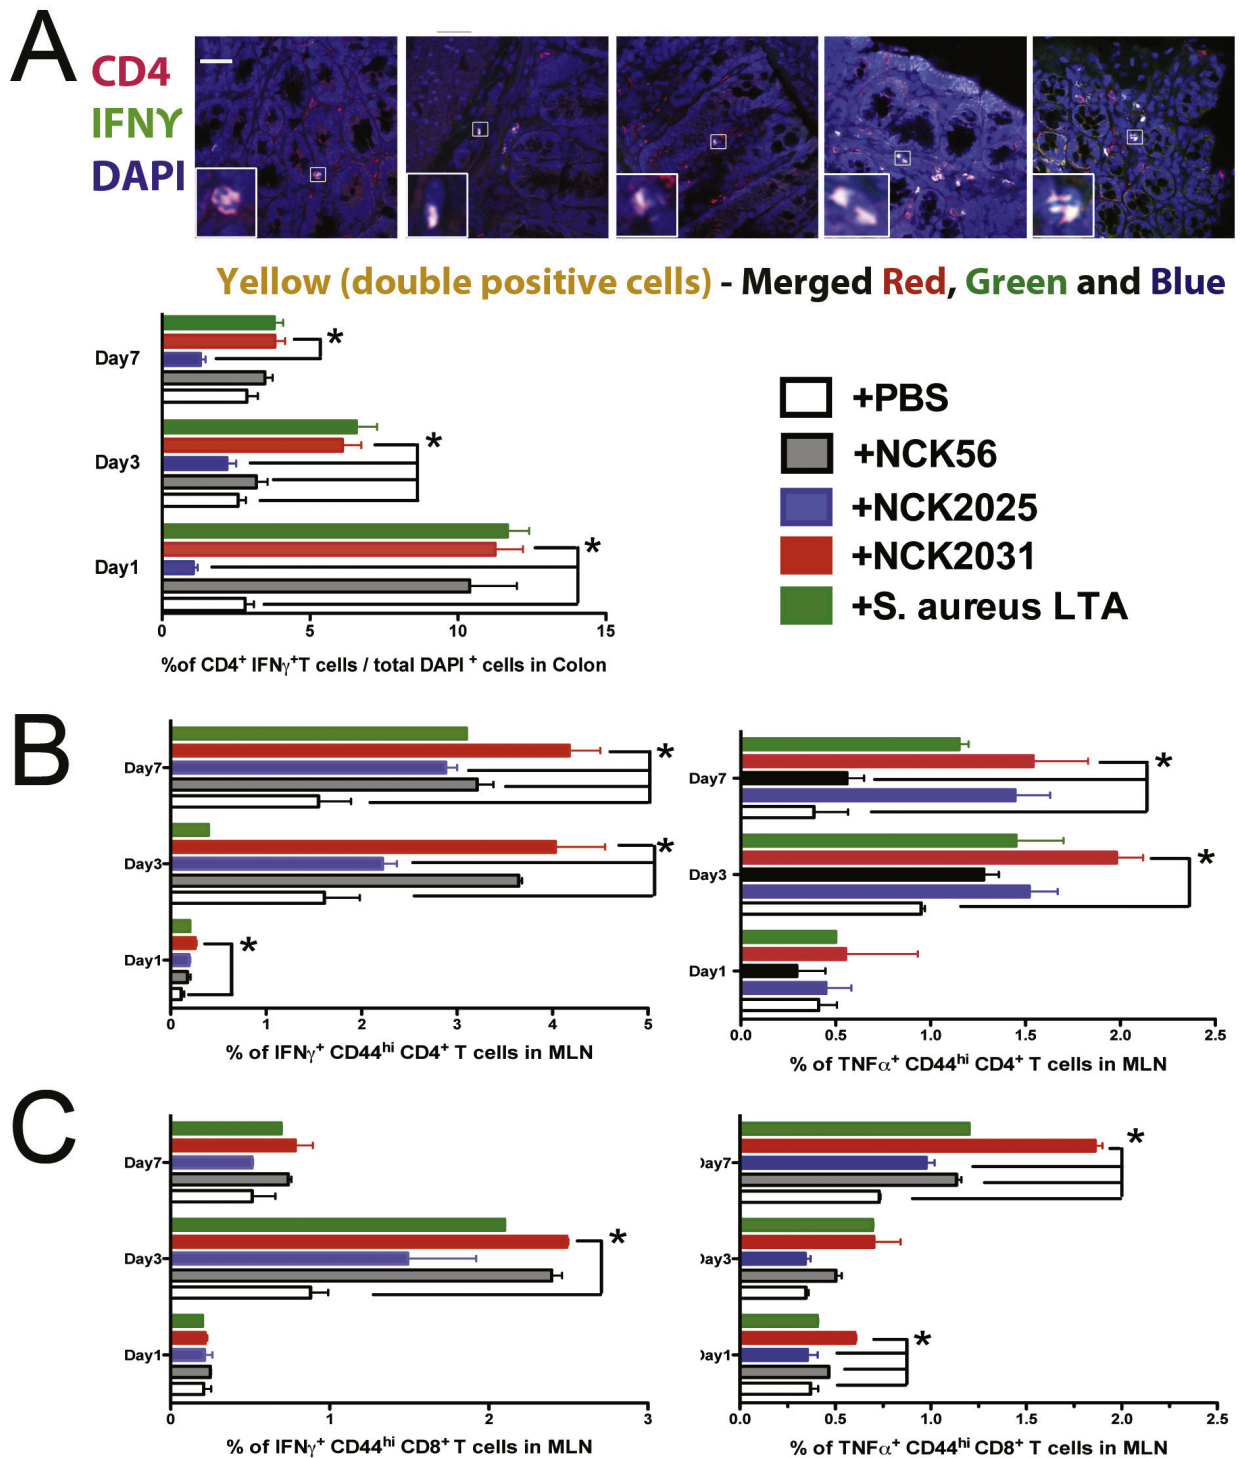 A
CD4
IFNγ
DAPI
Yellow (double positive cells) - Merged Red, Green and Blue
*
Day7
*
Day3
*
Day1
0 5 10 15
%of CD4+ IFNγ+T cells / total DAPI + cells in Colon
+PBS
+NCK56
+NCK2025
+NCK2031
+S. aureus LTA
B
*
Day7
*
Day3
*
Day1
0 1 2 3 4 5
% of IFNγ+ CD44hi CD4+ T cells in MLN
*
Day7
*
Day3
Day1
0.0 0.5 1.0 1.5 2.0 2.5
% of TNFα+ CD44hi CD4+ T cells in MLN
C
Day7
*
Day3
Day1
0 1 2 3
% of IFNγ+ CD44hi CD8+ T cells in MLN
*
Day7
Day3
*
Day1
0.0 0.5 1.0 1.5 2.0 2.5
% of TNFα+ CD44hi CD8+ T cells in MLN